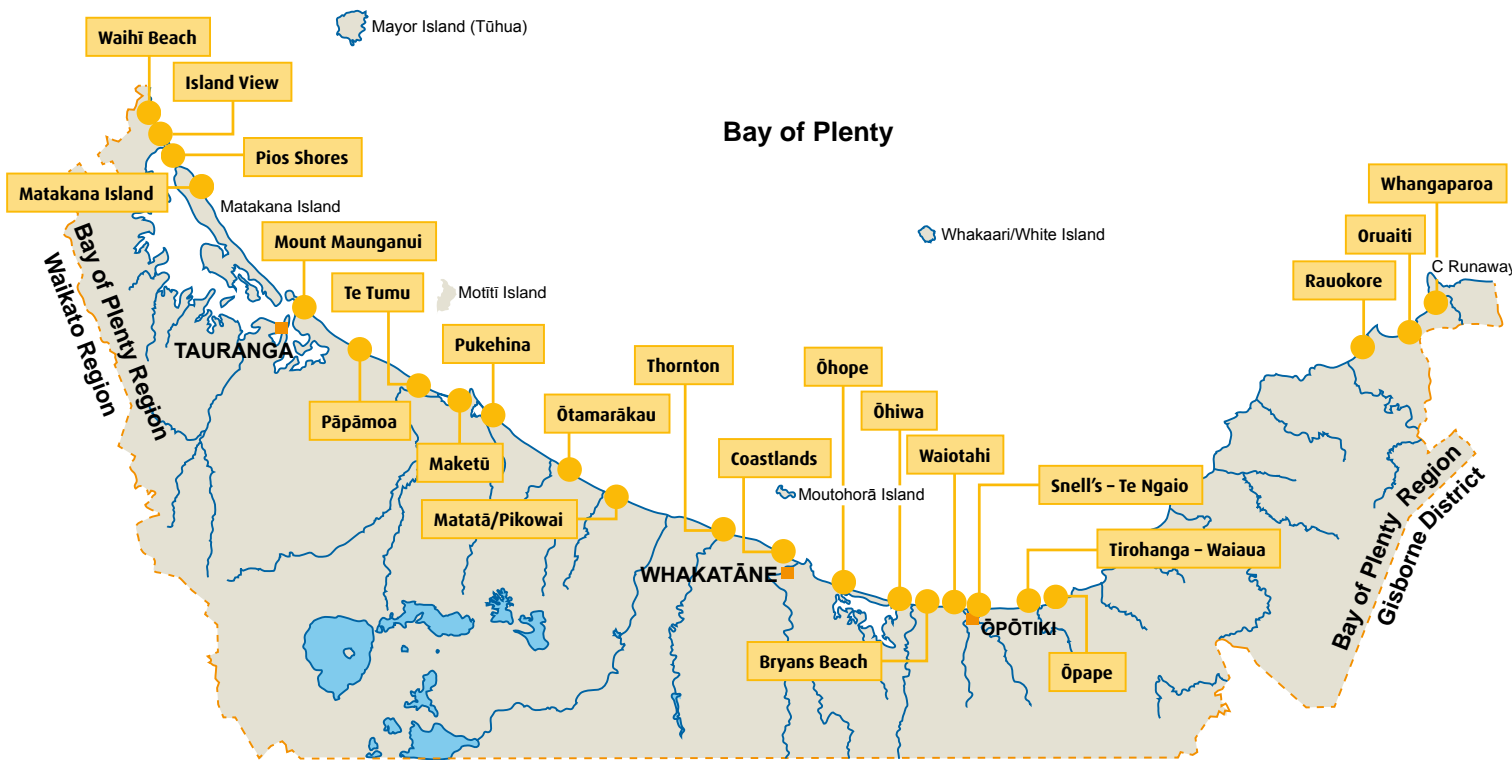 Mayor Island (Tūhua)
Waihī Beach
Island View
Bay of Plenty
Pios Shores
Matakana Island
Matakana Island
Whangaparoa
Mount Maunganui
Whakaari/White Island
Oruaiti
C Runaway
Rauokore
Te Tumu
Motītī Island
Bay of Plenty Region
Waikato Region
Pukehina
TAURANGA
Thornton
Ōhope
Ōtamarākau
Ōhiwa
Pāpāmoa
Maketū
Coastlands
Waiotahi
Moutohorā Island
Snell's – Te Ngaio
Matatā/Pikowai
Tirohanga – Waiaua
Bay of Plenty Region
Gisborne District
WHAKATĀNE
ŌPŌTIKI
Bryans Beach
Ōpape